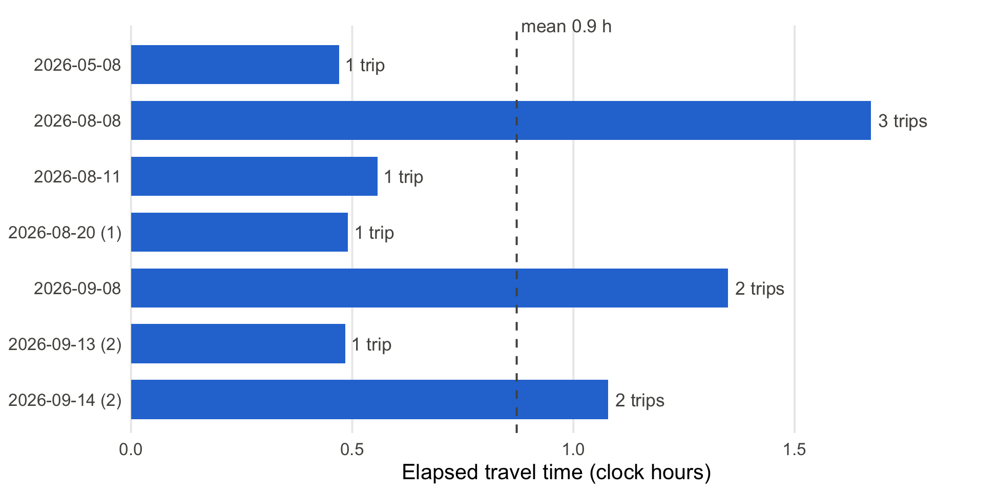 mean 0.9 h
2026-05-08 1 trip
2026-08-08 3 trips
2026-08-11 1 trip
2026-08-20 (1) 1 trip
2026-09-08 2 trips
2026-09-13 (2) 1 trip
2026-09-14 (2) 2 trips
0.0 0.5 1.0 1.5
Elapsed travel time (clock hours)